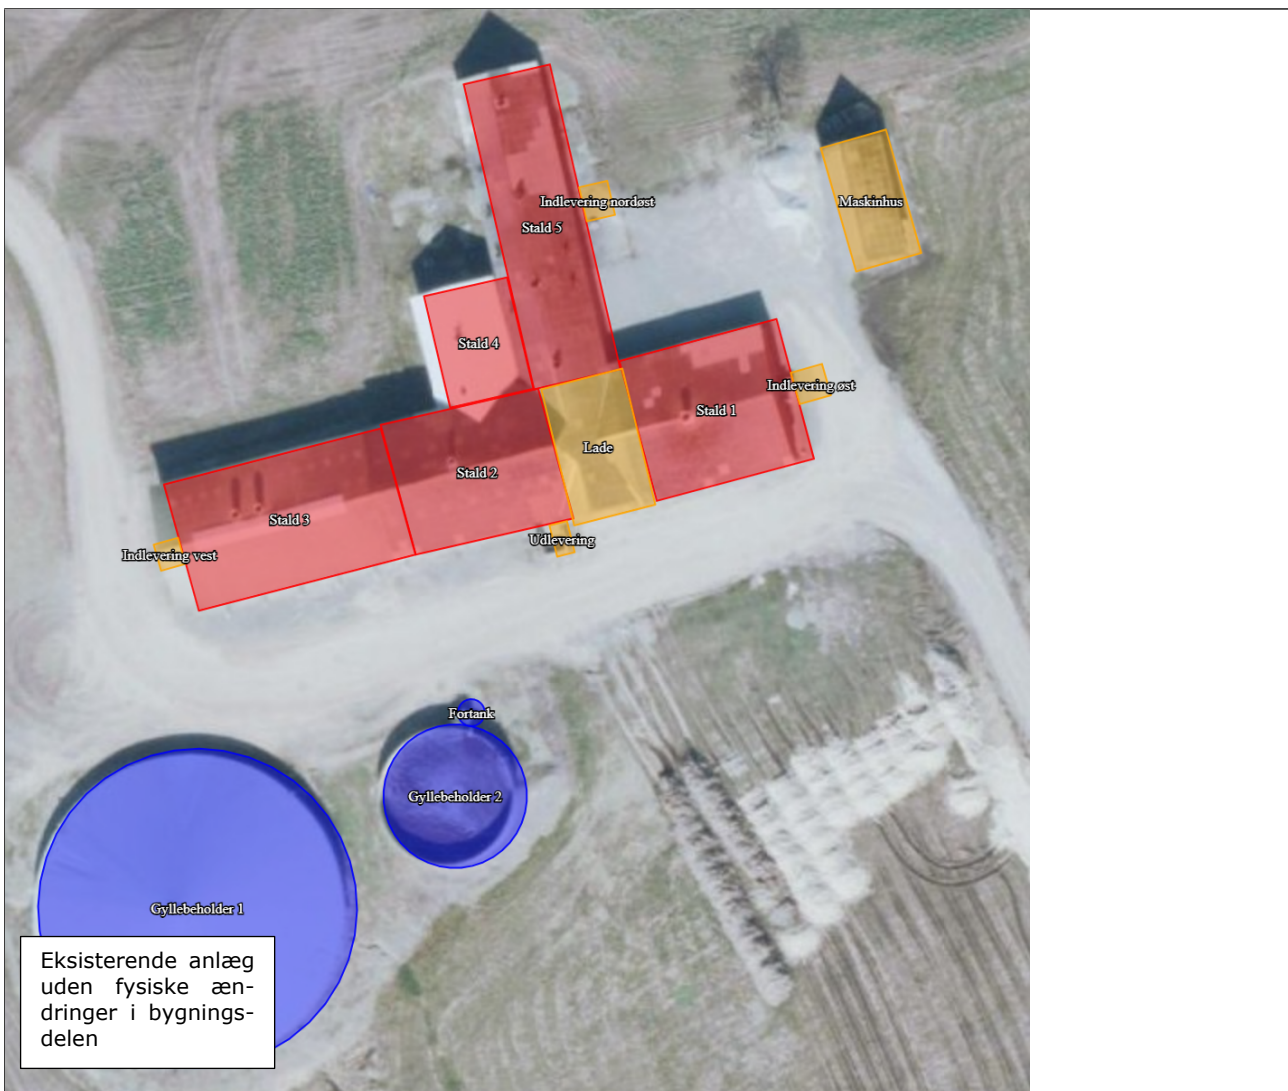 Indlevering nordøst
Maskinhus
Stald 5
Stald 4
Indlevering øst
Stald 1
Lade
Stald 2
Stald 3
Udlevering
Indlevering vest
Fortank
Gyllebeholder 2
Gyllebeholder 1
Eksisterende anlæg
uden fysiske æn-
dringer i bygnings-
delen